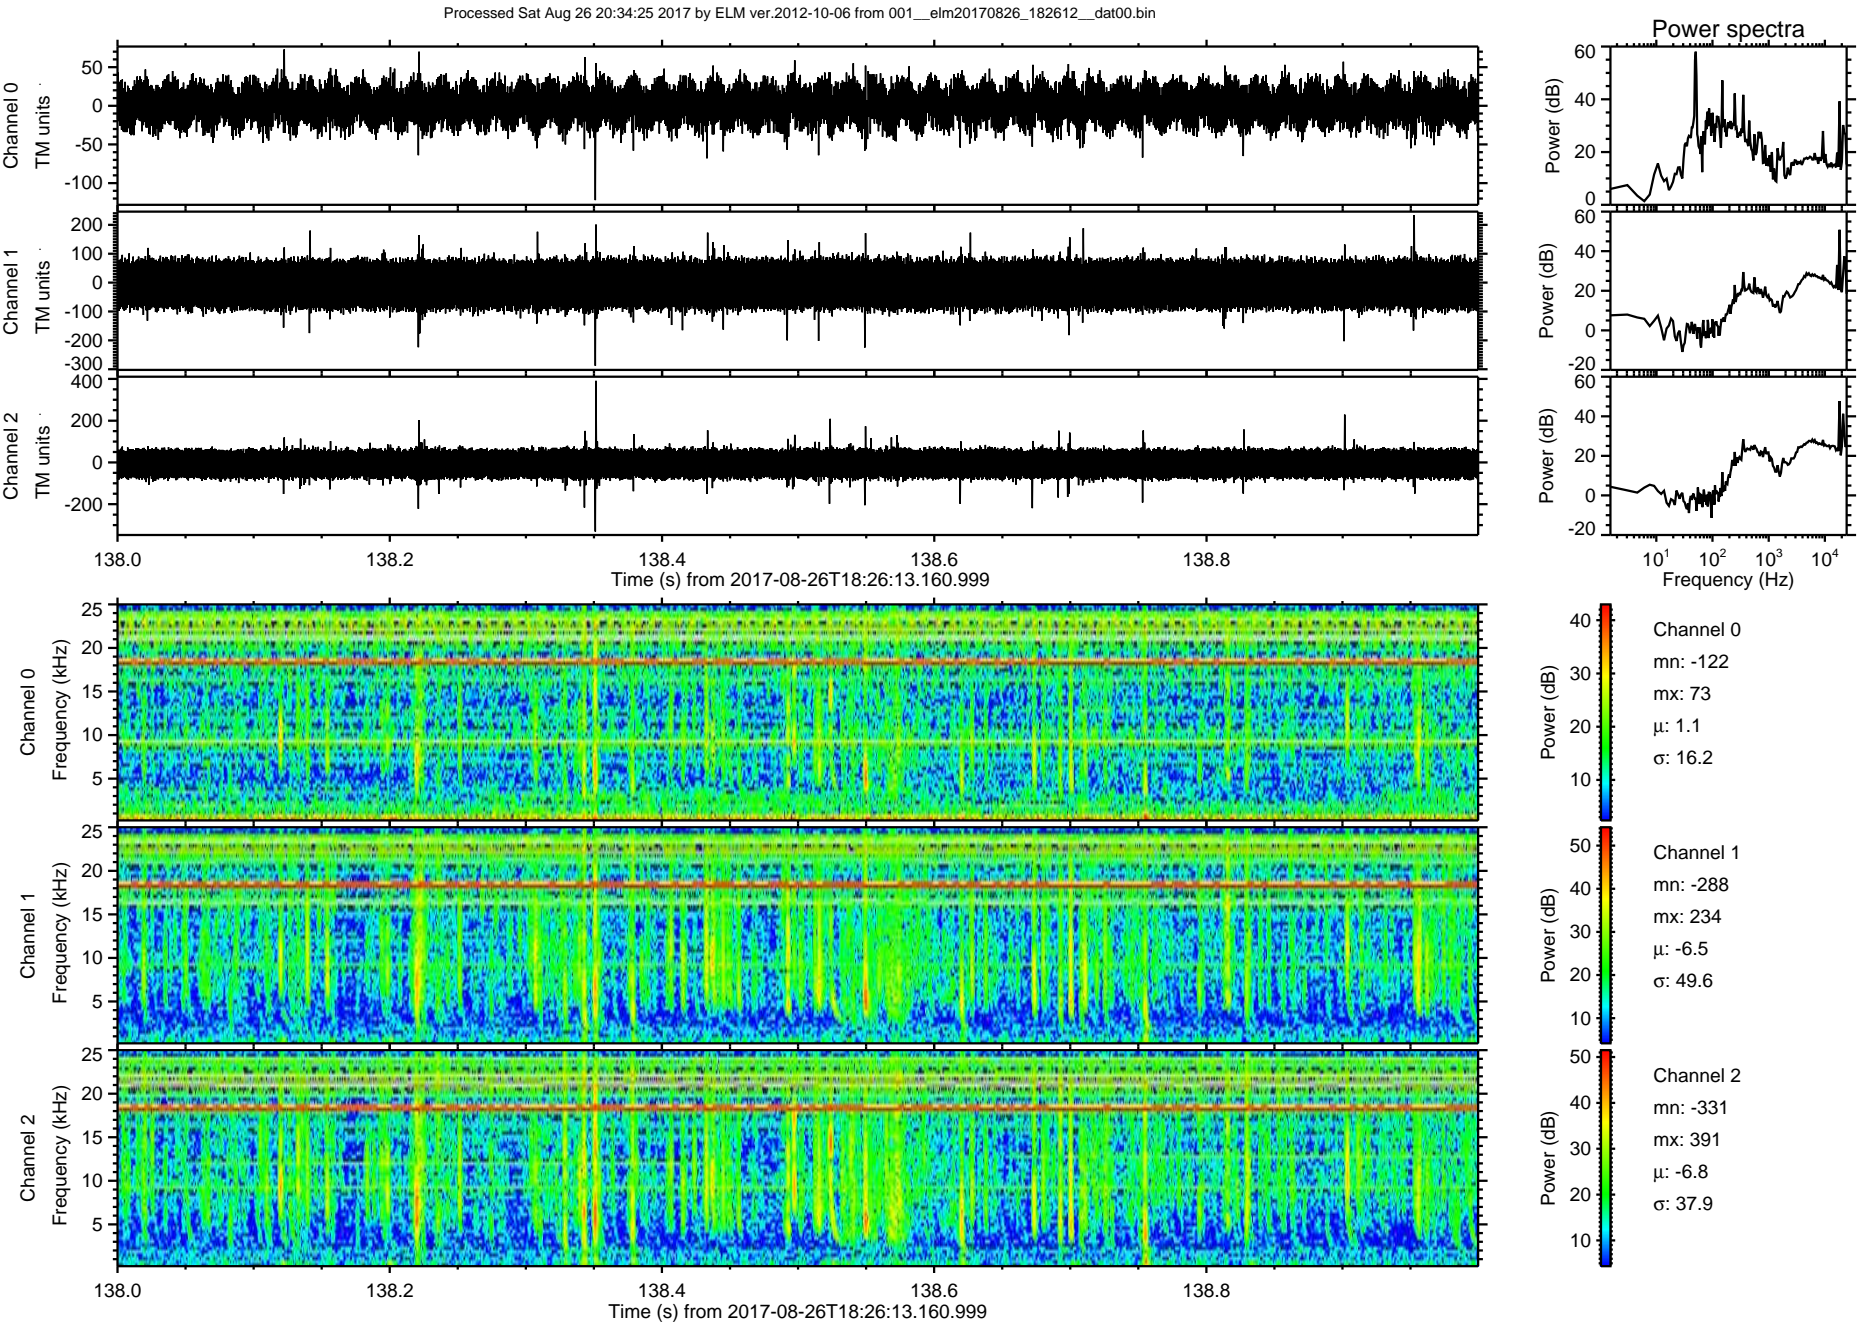 Processed Sat Aug 26 20:34:25 2017 by ELM ver.2012-10-06 from 001__elm20170826_182612__dat00.bin
Power spectra
Channel 0
TM units
50
0
-50
-100
Power (dB)
60
40
20
0
Channel 1
TM units
200
100
0
-100
-200
-300
Power (dB)
60
40
20
0
-20
Channel 2
TM units
400
200
0
-200
Power (dB)
60
40
20
0
-20
138.0 138.2 138.4 138.6 138.8
Time (s) from 2017-08-26T18:26:13.160.999
10^1 10^2 10^3 10^4
Frequency (Hz)
Channel 0
Frequency (kHz)
25
20
15
10
5
Power (dB)
40
30
20
10
Channel 0
mn: -122
mx: 73
µ: 1.1
σ: 16.2
Channel 1
Frequency (kHz)
25
20
15
10
5
Power (dB)
50
40
30
20
10
Channel 1
mn: -288
mx: 234
µ: -6.5
σ: 49.6
Channel 2
Frequency (kHz)
25
20
15
10
5
Power (dB)
50
40
30
20
10
Channel 2
mn: -331
mx: 391
µ: -6.8
σ: 37.9
138.0 138.2 138.4 138.6 138.8
Time (s) from 2017-08-26T18:26:13.160.999